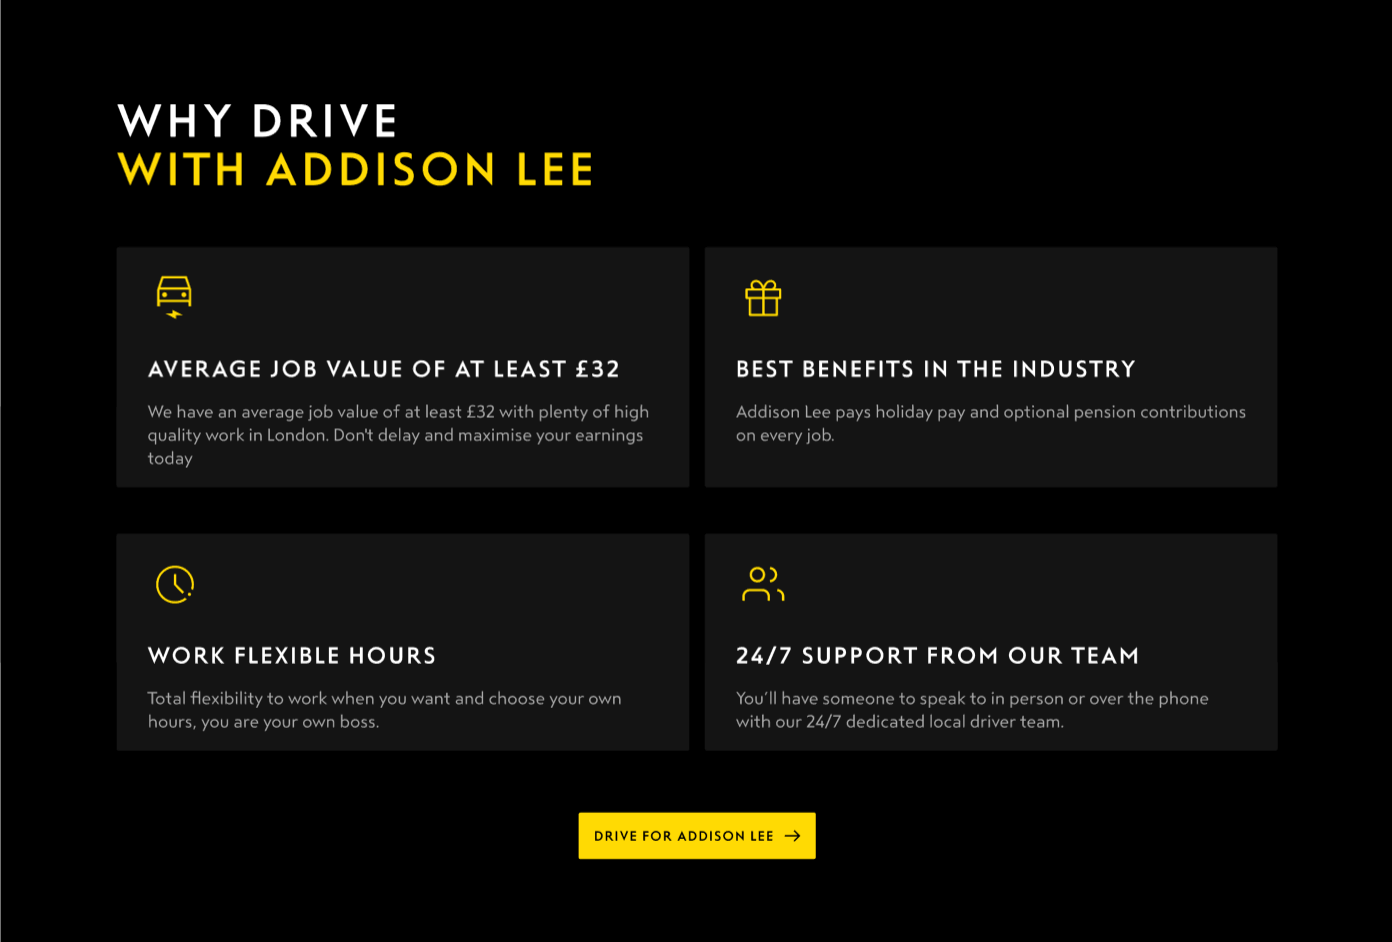 WHY DRIVE
WITH ADDISON LEE
AVERAGE JOB VALUE OF AT LEAST £32
We have an average job value of at least £32 with plenty of high
quality work in London. Don't delay and maximise your earnings
today
BEST BENEFITS IN THE INDUSTRY
Addison Lee pays holiday pay and optional pension contributions
on every job.
WORK FLEXIBLE HOURS
Total flexibility to work when you want and choose your own
hours, you are your own boss.
24/7 SUPPORT FROM OUR TEAM
You´ll have someone to speak to in person or over the phone
with our 24/7 dedicated local driver team.
DRIVE FOR ADDISON LEE →